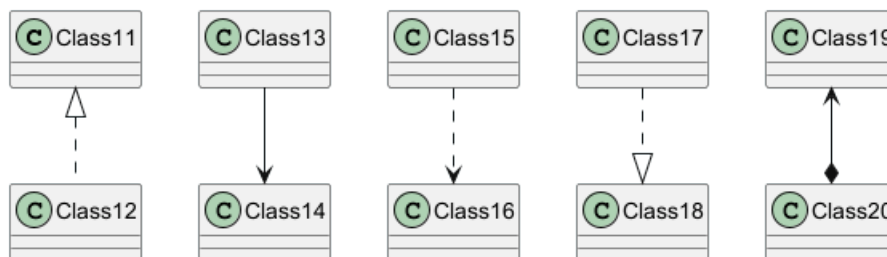 C Class11
C Class13
C Class15
C Class17
C Class19
C Class12
C Class14
C Class16
C Class18
C Class20